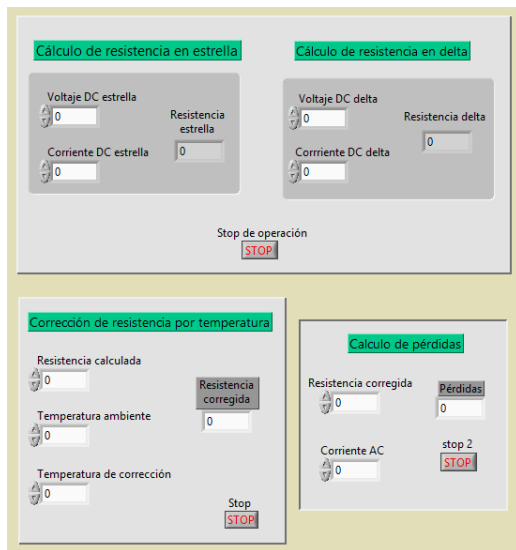 Cálculo de resistencia en estrella
Cálculo de resistencia en delta
Voltaje DC estrella
0
Resistencia
estrella
0
Corriente DC estrella
0
Voltaje DC delta
0
Resistencia delta
0
Corrriente DC delta
0
Stop de operación
STOP
Corrección de resistencia por temperatura
Resistencia calculada
0
Resistencia
corregida
0
Temperatura ambiente
0
Temperatura de corrección
0
Stop
STOP
Calculo de pérdidas
Resistencia corregida
0
Pérdidas
0
Corriente AC
0
stop 2
STOP